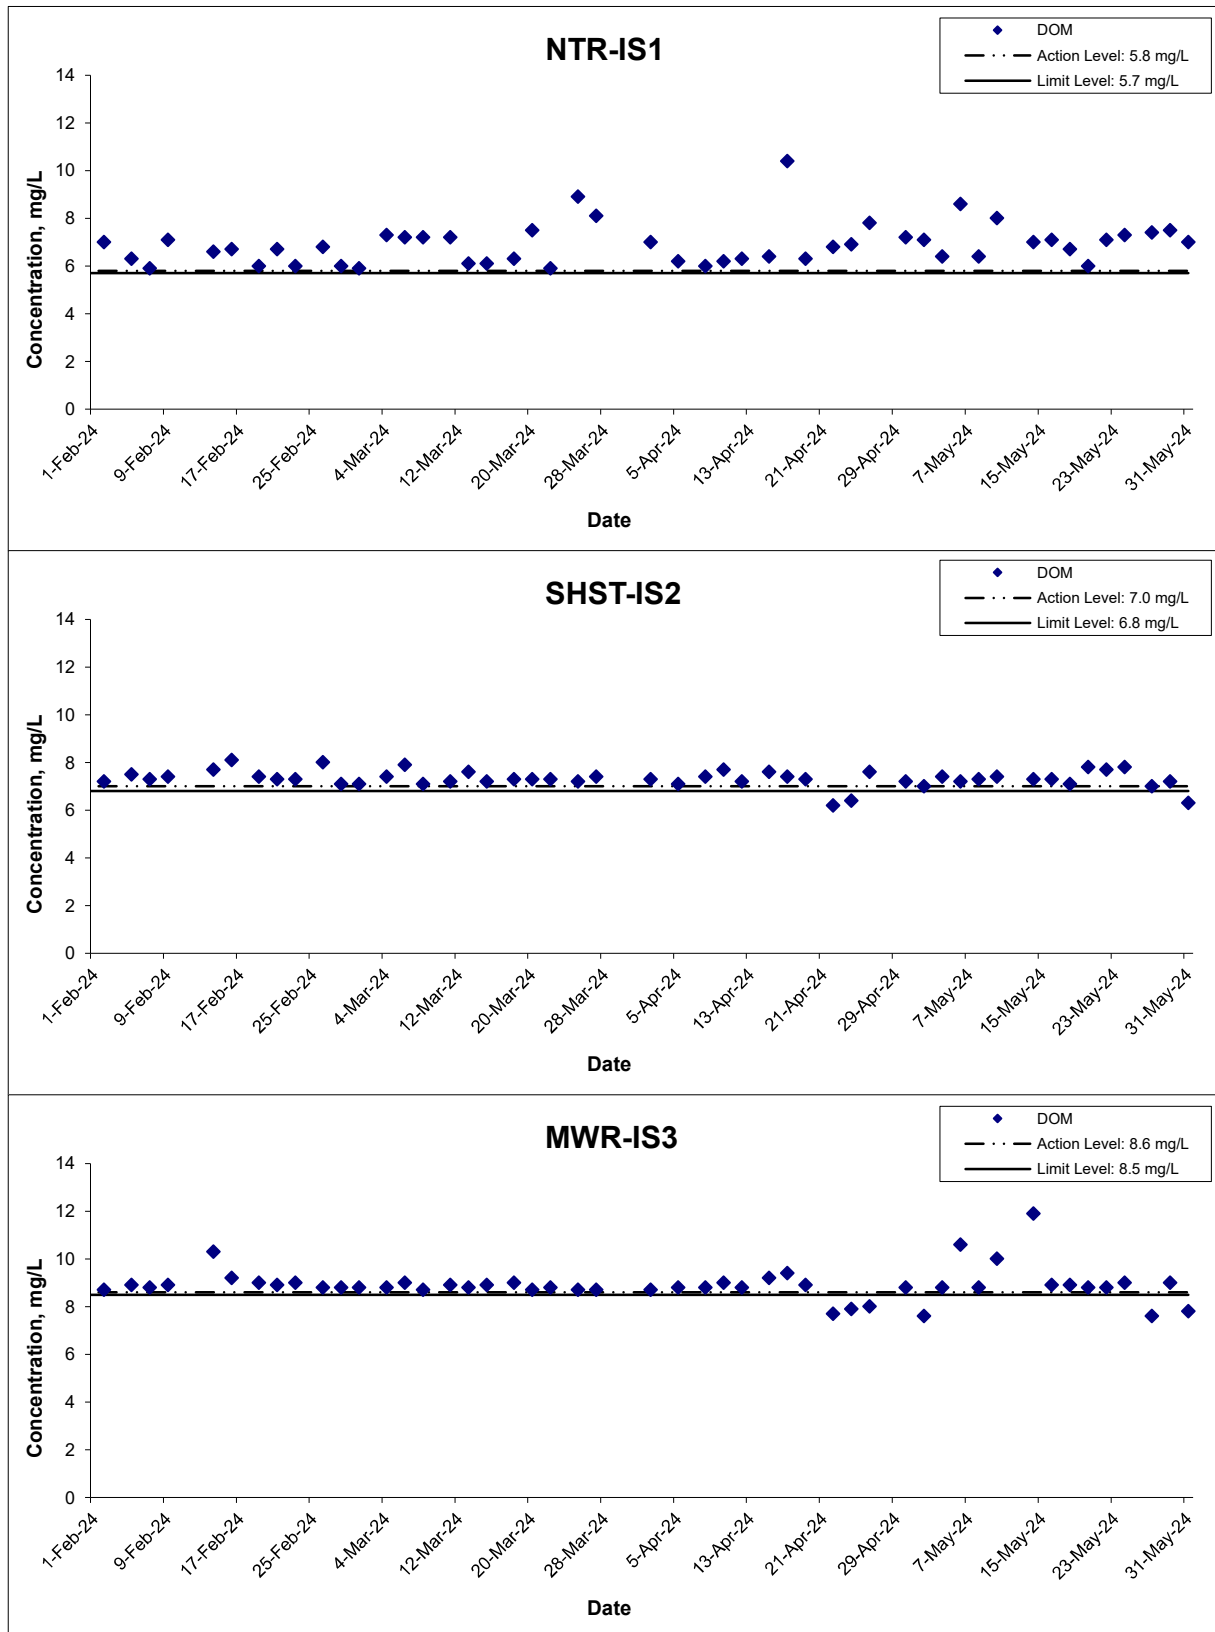 NTR-IS1
DOM
Action Level: 5.8 mg/L
Limit Level: 5.7 mg/L
Concentration, mg/L
14
12
10
8
6
4
2
0
1-Feb-24
9-Feb-24
17-Feb-24
25-Feb-24
4-Mar-24
12-Mar-24
20-Mar-24
28-Mar-24
5-Apr-24
13-Apr-24
21-Apr-24
29-Apr-24
7-May-24
15-May-24
23-May-24
31-May-24
Date
SHST-IS2
DOM
Action Level: 7.0 mg/L
Limit Level: 6.8 mg/L
Concentration, mg/L
14
12
10
8
6
4
2
0
1-Feb-24
9-Feb-24
17-Feb-24
25-Feb-24
4-Mar-24
12-Mar-24
20-Mar-24
28-Mar-24
5-Apr-24
13-Apr-24
21-Apr-24
29-Apr-24
7-May-24
15-May-24
23-May-24
31-May-24
Date
MWR-IS3
DOM
Action Level: 8.6 mg/L
Limit Level: 8.5 mg/L
Concentration, mg/L
14
12
10
8
6
4
2
0
1-Feb-24
9-Feb-24
17-Feb-24
25-Feb-24
4-Mar-24
12-Mar-24
20-Mar-24
28-Mar-24
5-Apr-24
13-Apr-24
21-Apr-24
29-Apr-24
7-May-24
15-May-24
23-May-24
31-May-24
Date